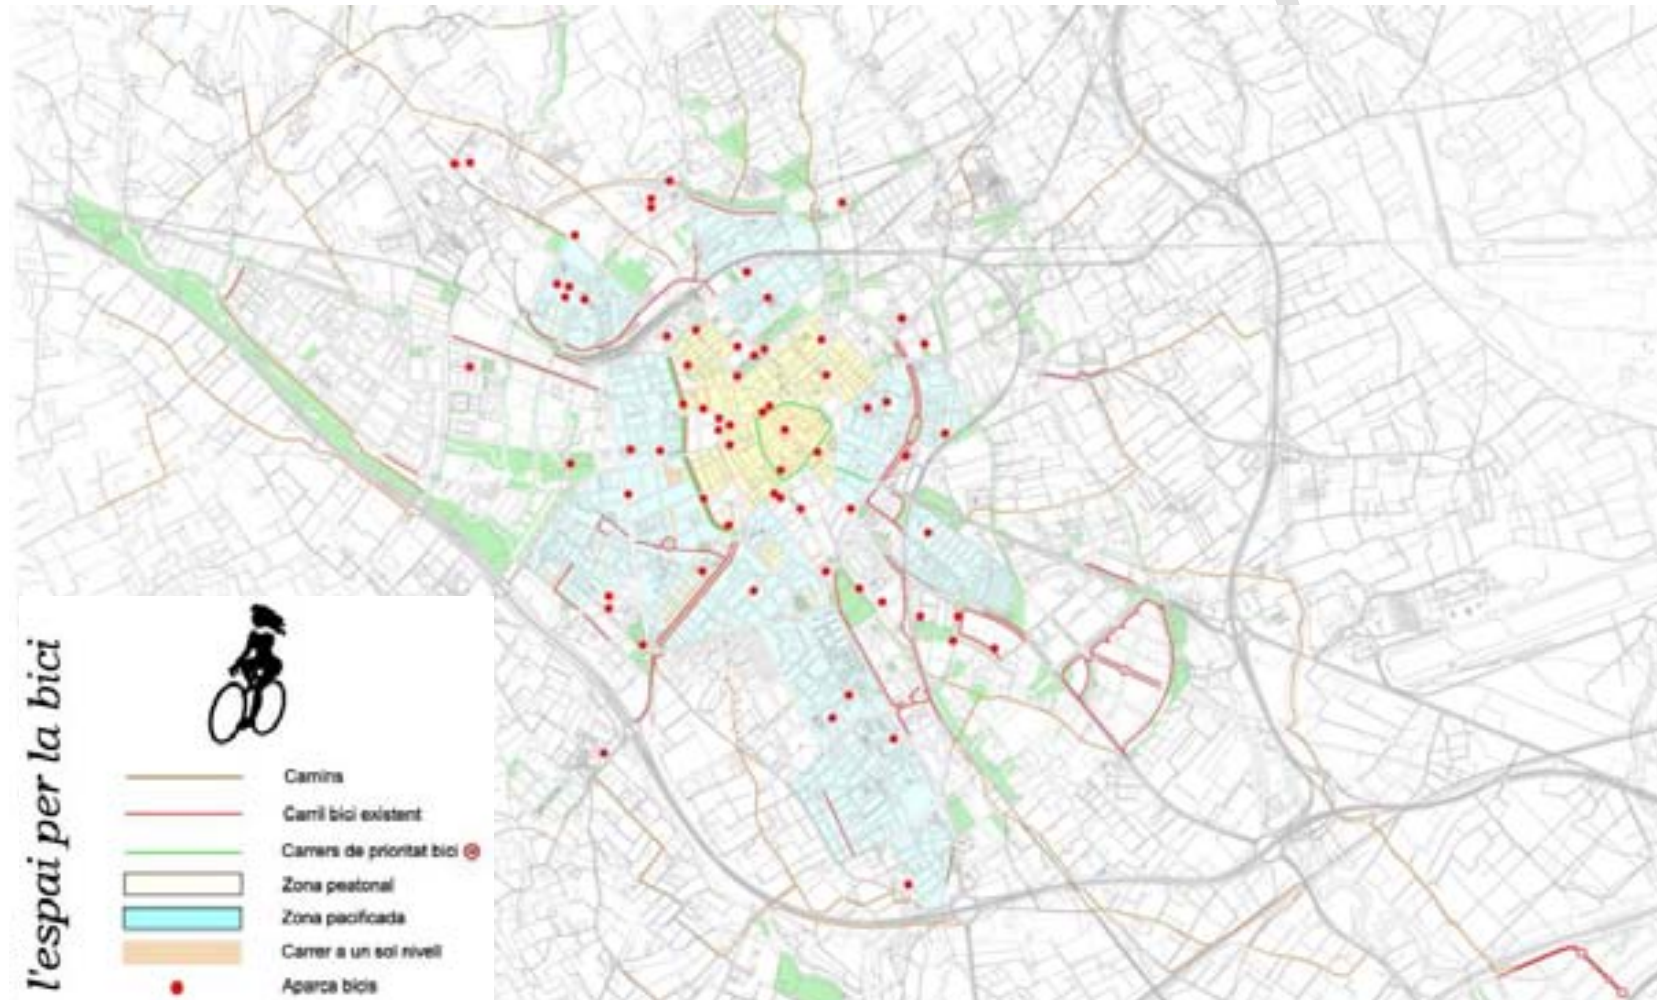 l'espai per la bici
Camins
Carril bici existent
Carrers de prioritat bici
Zona peatonal
Zona pacificada
Carrer a un sol nivell
Aparca bicis